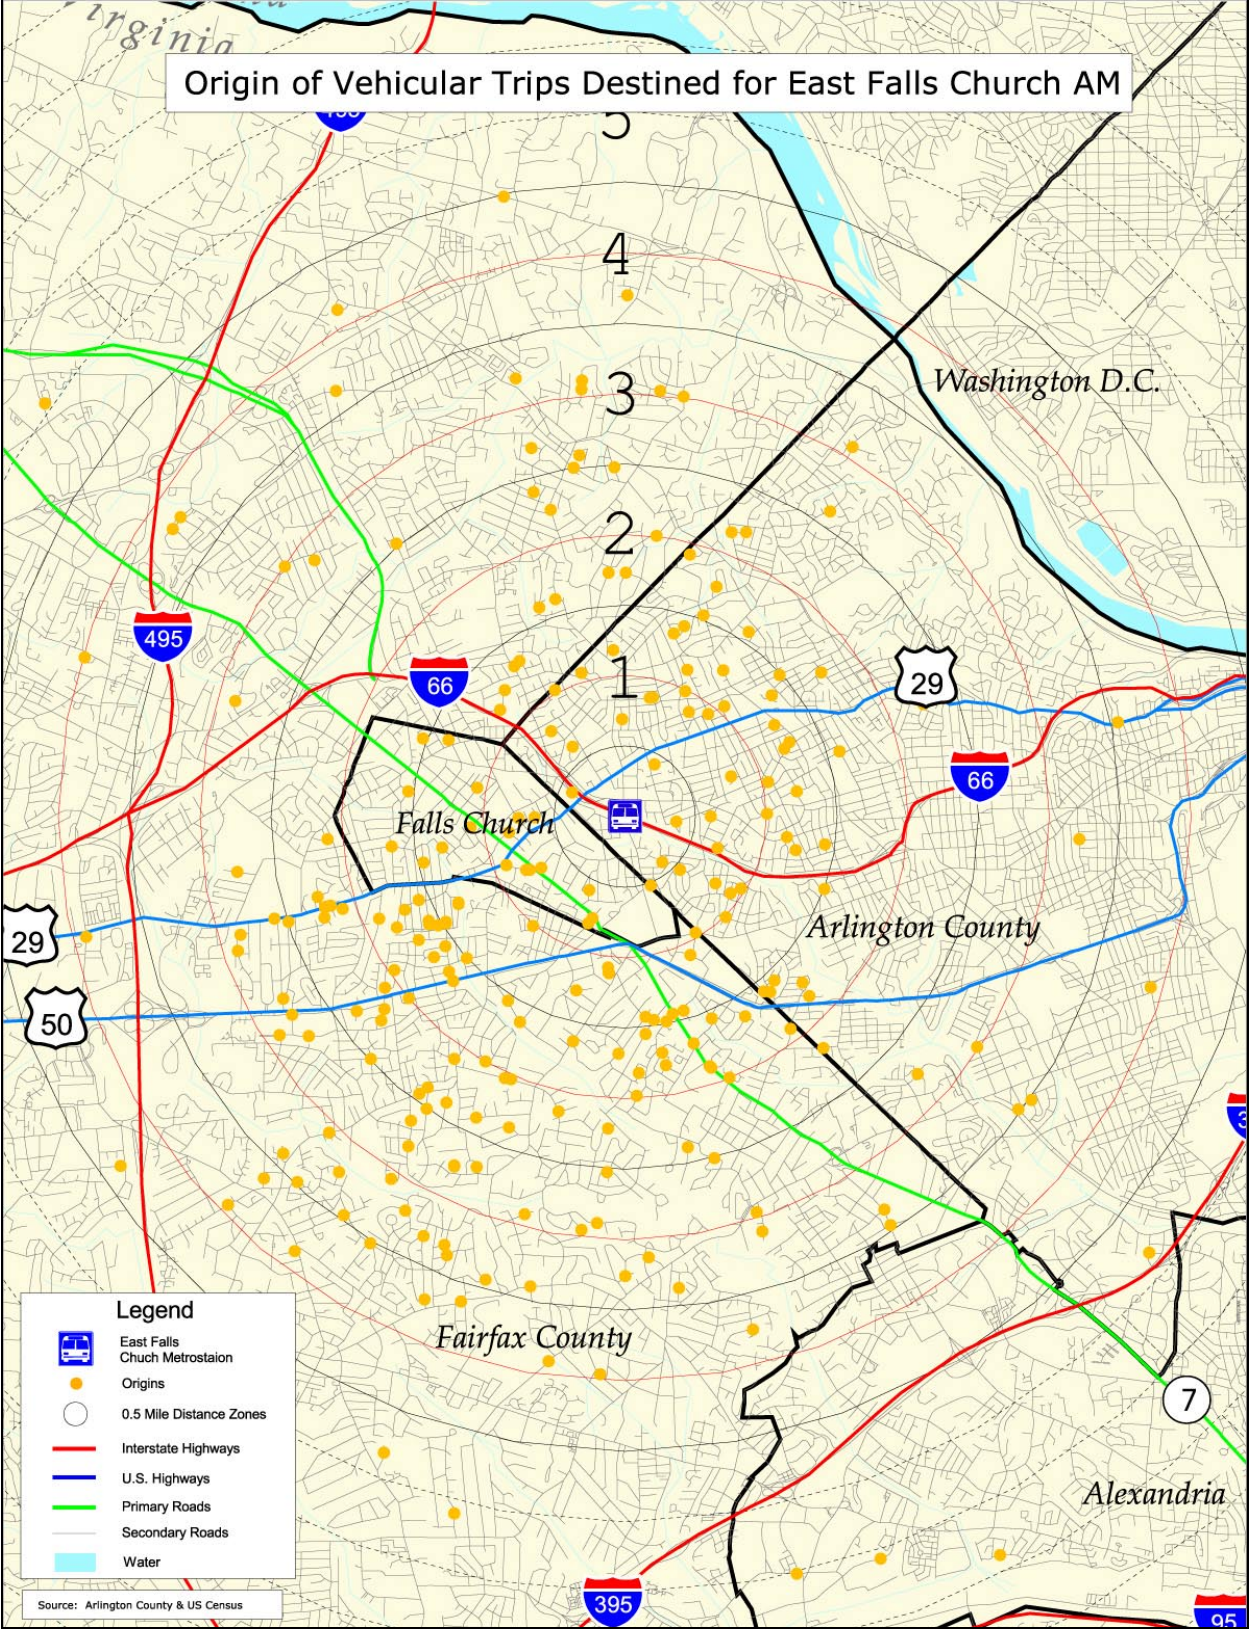 Virginia
Origin of Vehicular Trips Destined for East Falls Church AM
495
5
4
Washington D.C.
3
2
495
66
1
29
66
Falls Church
29
Arlington County
50
Legend
East Falls
Chuch Metrostaion
Origins
0.5 Mile Distance Zones
Interstate Highways
U.S. Highways
Primary Roads
Secondary Roads
Water
Fairfax County
7
Alexandria
Source: Arlington County & US Census
395
95